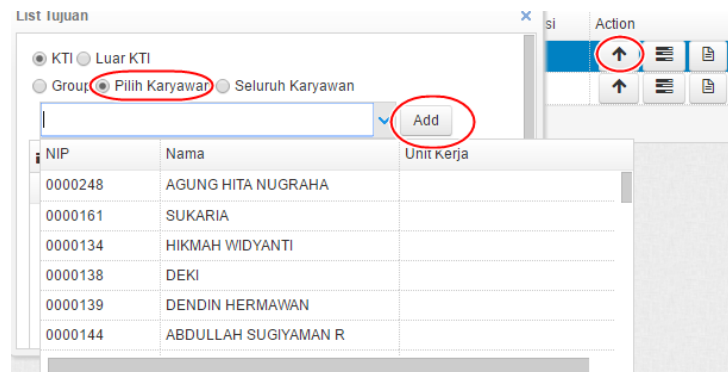 List Tujuan × si Action
KTI Luar KTI
Group Pilih Karyawan Seluruh Karyawan
Add
NIP Nama Unit Kerja
0000248 AGUNG HITA NUGRAHA
0000161 SUKARIA
0000134 HIKMAH WIDYANTI
0000138 DEKI
0000139 DENDIN HERMAWAN
0000144 ABDULLAH SUGIYAMAN R